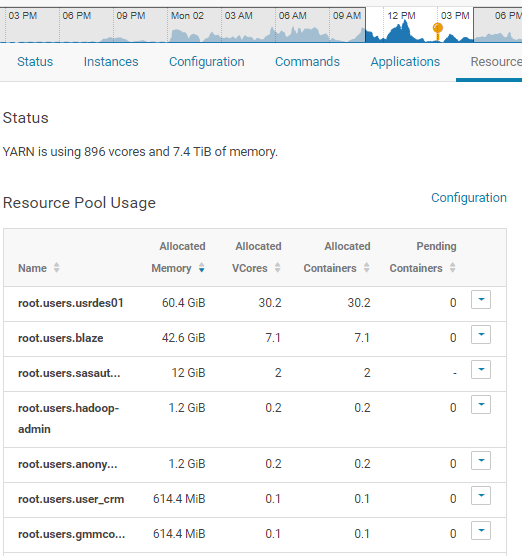 03 PM 06 PM 09 PM Mon 02 03 AM 06 AM 09 AM 12 PM 03 PM 06 PM
Status Instances Configuration Commands Applications Resource
Status
YARN is using 896 vcores and 7.4 TiB of memory.
Resource Pool Usage Configuration
Allocated Allocated Allocated Pending
Name Memory VCores Containers Containers
root.users.usrdes01 60.4 GiB 30.2 30.2 0
root.users.blaze 42.6 GiB 7.1 7.1 0
root.users.sasaut... 12 GiB 2 2 -
root.users.hadoop- 1.2 GiB 0.2 0.2 0
admin
root.users.anony... 1.2 GiB 0.2 0.2 0
root.users.user_crm 614.4 MiB 0.1 0.1 0
root.users.gmmco... 614.4 MiB 0.1 0.1 0